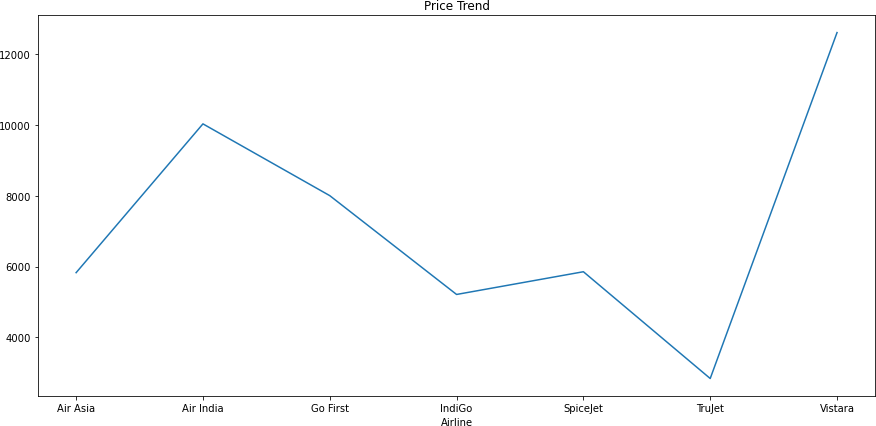 Price Trend
12000
10000
8000
6000
4000
Air Asia Air India Go First IndiGo SpiceJet TruJet Vistara
Airline